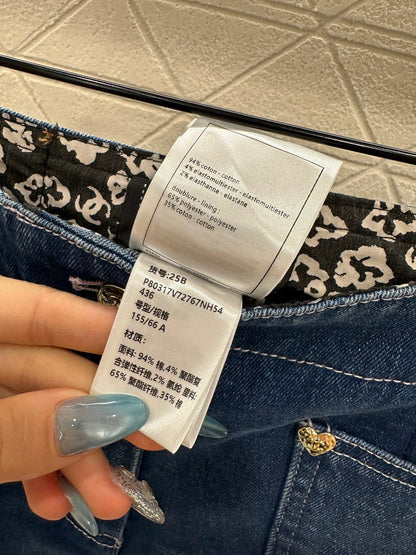 94% coton - cotton
4% elastomultiester - elastomultiester
2% elasthanne - elastane
doublure - lining :
65% polyester - polyester
35% coton - cotton
货号:25B
P80317V72767NH54
436
号型/规格
155/66 A
材质：
面料: 94% 棉,4% 聚酯复
合弹性纤维,2% 氨纶 里料:
65% 聚酯纤维,35% 棉